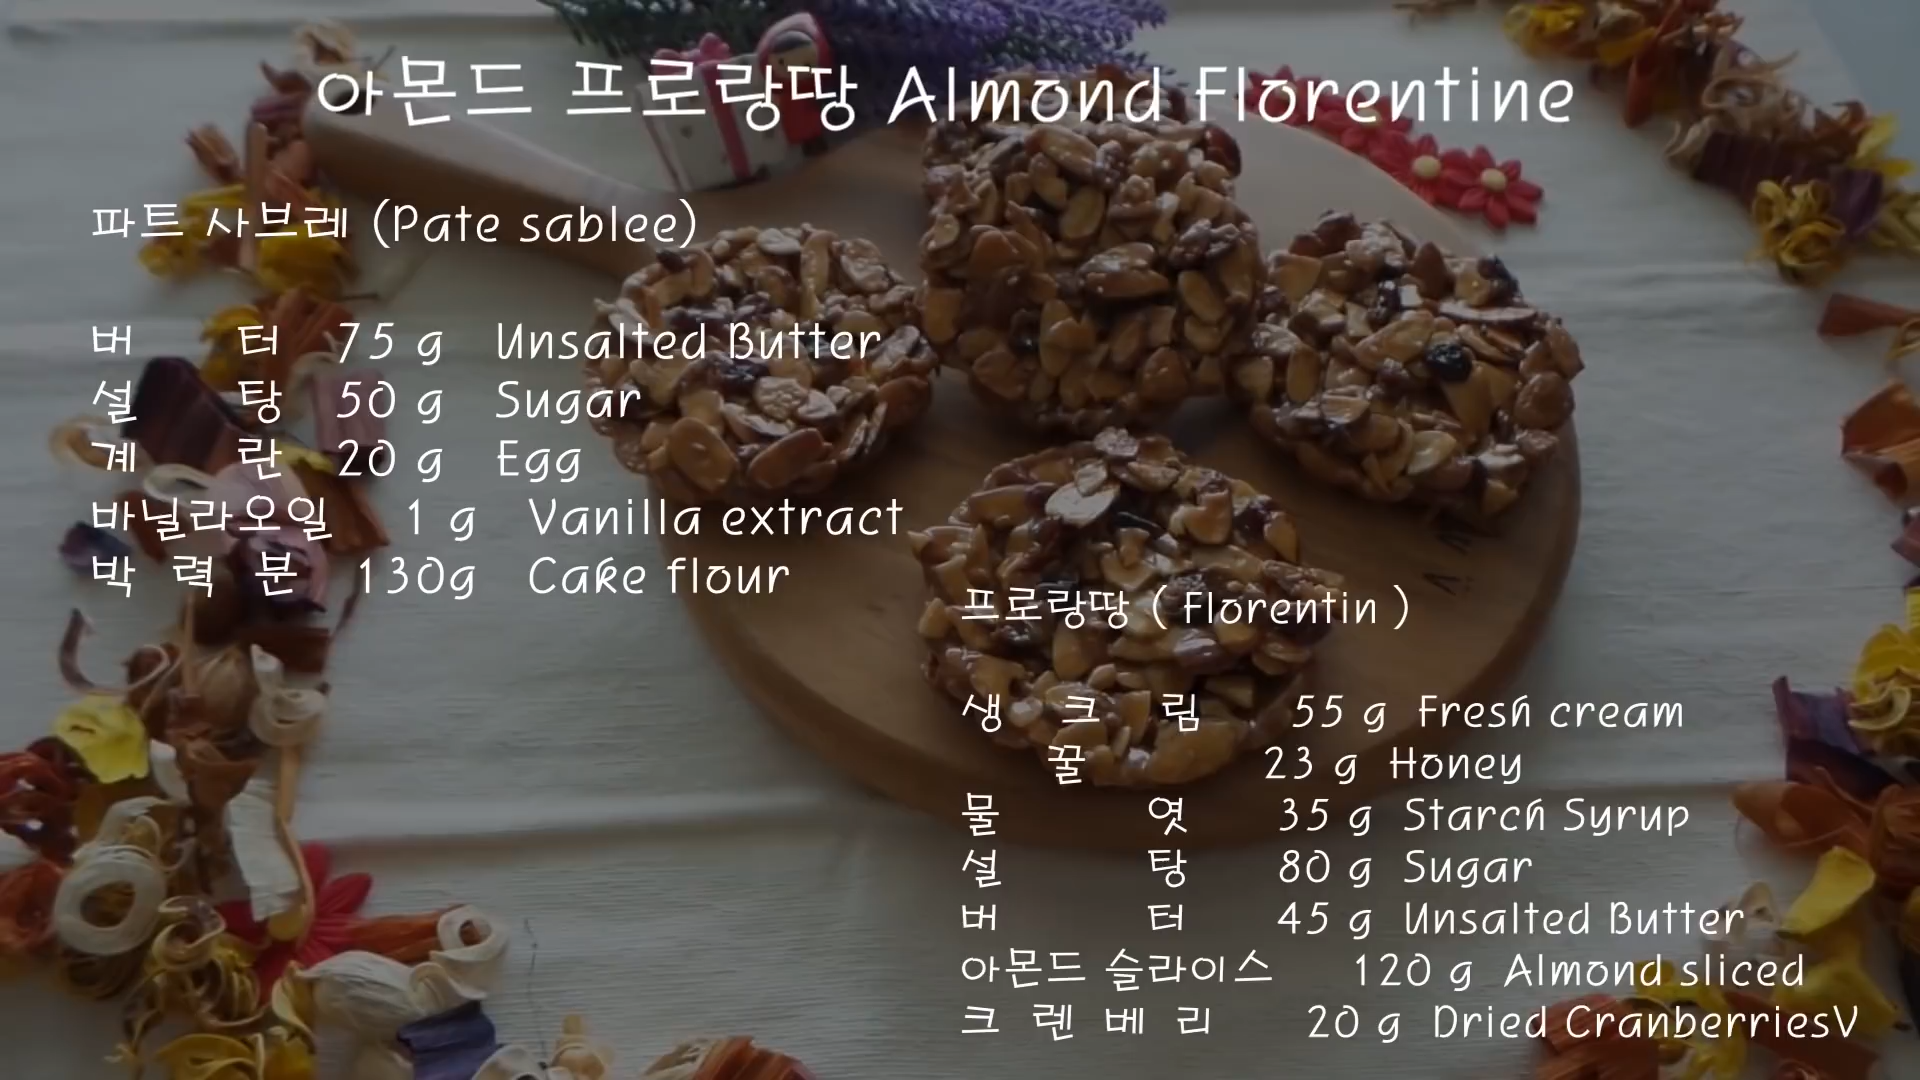 아몬드 프로랑땅 Almond Florentine
파트 사브레 (Pate sablee)
버 터 75 g Unsalted Butter
설 탕 50 g Sugar
계 란 20 g Egg
바닐라오일 1 g Vanilla extract
박 력 분 130g Cake flour
프로랑땅 ( Florentin )
생 크 림 55 g Fresh cream
꿀 23 g Honey
물 엿 35 g Starch Syrup
설 탕 80 g Sugar
버 터 45 g Unsalted Butter
아몬드 슬라이스 120 g Almond sliced
크 렌 베 리 20 g Dried CranberriesV